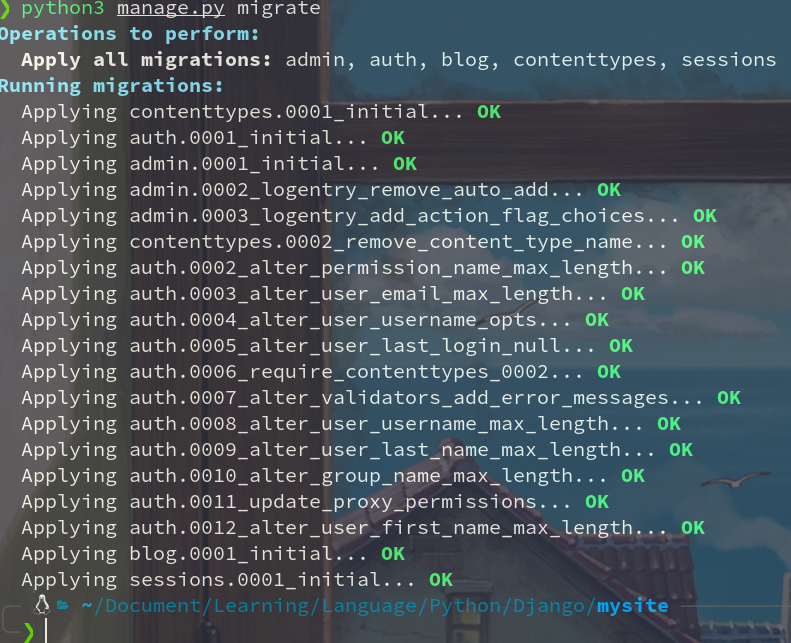 ❯ python3 manage.py migrate
Operations to perform:
  Apply all migrations: admin, auth, blog, contenttypes, sessions
Running migrations:
  Applying contenttypes.0001_initial... OK
  Applying auth.0001_initial... OK
  Applying admin.0001_initial... OK
  Applying admin.0002_logentry_remove_auto_add... OK
  Applying admin.0003_logentry_add_action_flag_choices... OK
  Applying contenttypes.0002_remove_content_type_name... OK
  Applying auth.0002_alter_permission_name_max_length... OK
  Applying auth.0003_alter_user_email_max_length... OK
  Applying auth.0004_alter_user_username_opts... OK
  Applying auth.0005_alter_user_last_login_null... OK
  Applying auth.0006_require_contenttypes_0002... OK
  Applying auth.0007_alter_validators_add_error_messages... OK
  Applying auth.0008_alter_user_username_max_length... OK
  Applying auth.0009_alter_user_last_name_max_length... OK
  Applying auth.0010_alter_group_name_max_length... OK
  Applying auth.0011_update_proxy_permissions... OK
  Applying auth.0012_alter_user_first_name_max_length... OK
  Applying blog.0001_initial... OK
  Applying sessions.0001_initial... OK
~/Document/Learning/Language/Python/Django/mysite
❯